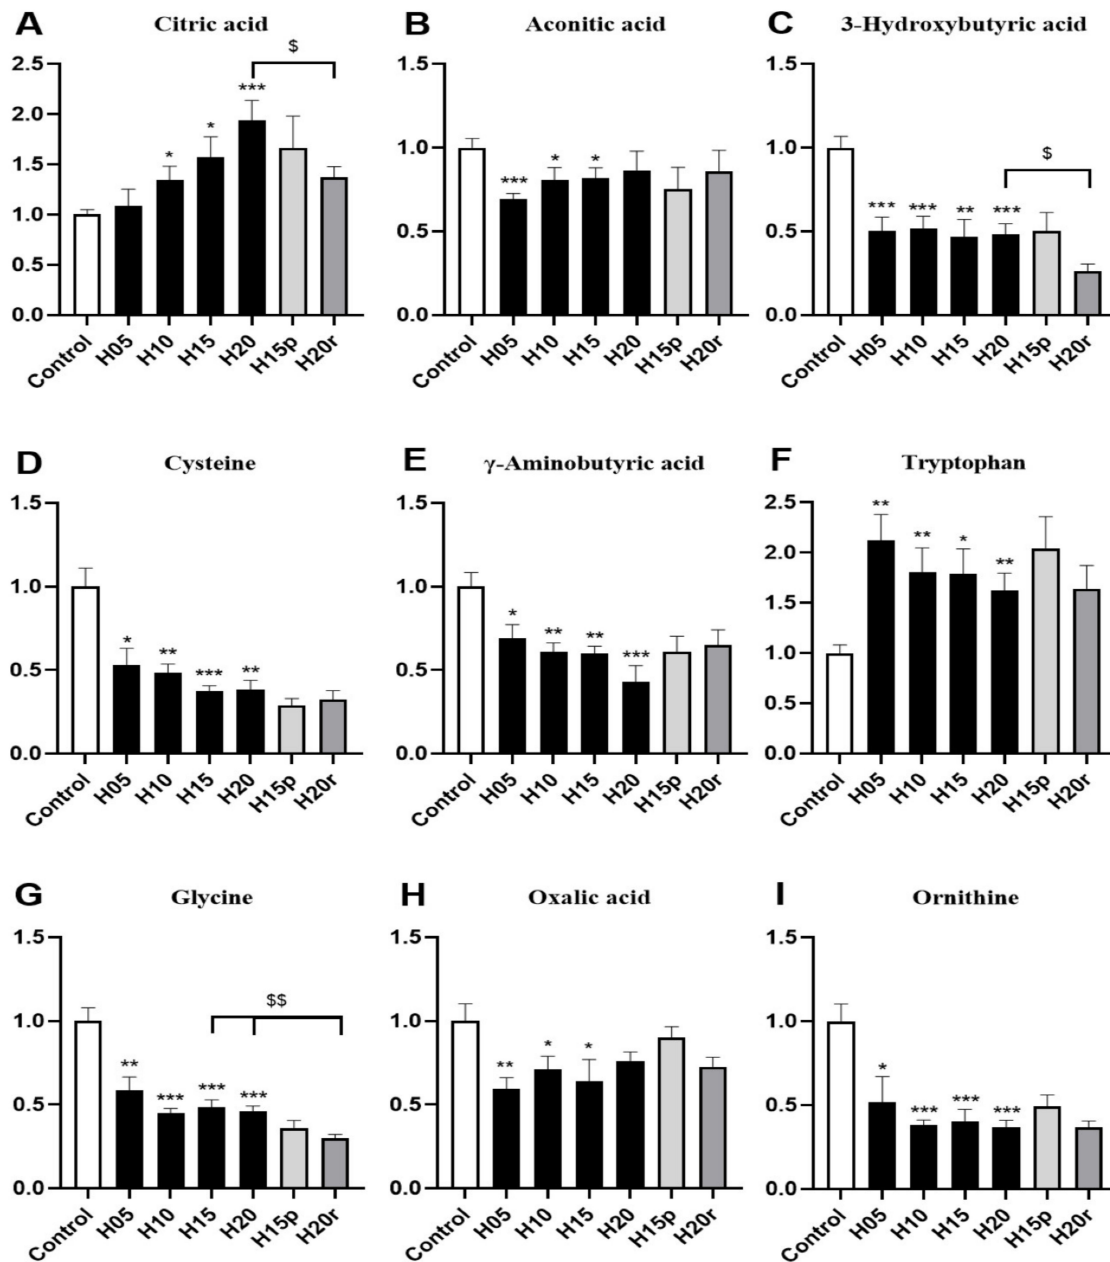 A Citric acid
$
***
*
*
2.5
2.0
1.5
1.0
0.5
0.0
Control H05 H10 H15 H20 H15p H20r
B Aconitic acid
***
*
*
1.5
1.0
0.5
0.0
Control H05 H10 H15 H20 H15p H20r
C 3-Hydroxybutyric acid
$
*** *** ** ***
1.5
1.0
0.5
0.0
Control H05 H10 H15 H20 H15p H20r
D Cysteine
* ** *** **
1.5
1.0
0.5
0.0
Control H05 H10 H15 H20 H15p H20r
E γ-Aminobutyric acid
* ** ** ***
1.5
1.0
0.5
0.0
Control H05 H10 H15 H20 H15p H20r
F Tryptophan
** ** * **
2.5
2.0
1.5
1.0
0.5
0.0
Control H05 H10 H15 H20 H15p H20r
G Glycine
$$
** *** *** ***
1.5
1.0
0.5
0.0
Control H05 H10 H15 H20 H15p H20r
H Oxalic acid
** * *
1.5
1.0
0.5
0.0
Control H05 H10 H15 H20 H15p H20r
I Ornithine
* *** *** ***
1.5
1.0
0.5
0.0
Control H05 H10 H15 H20 H15p H20r